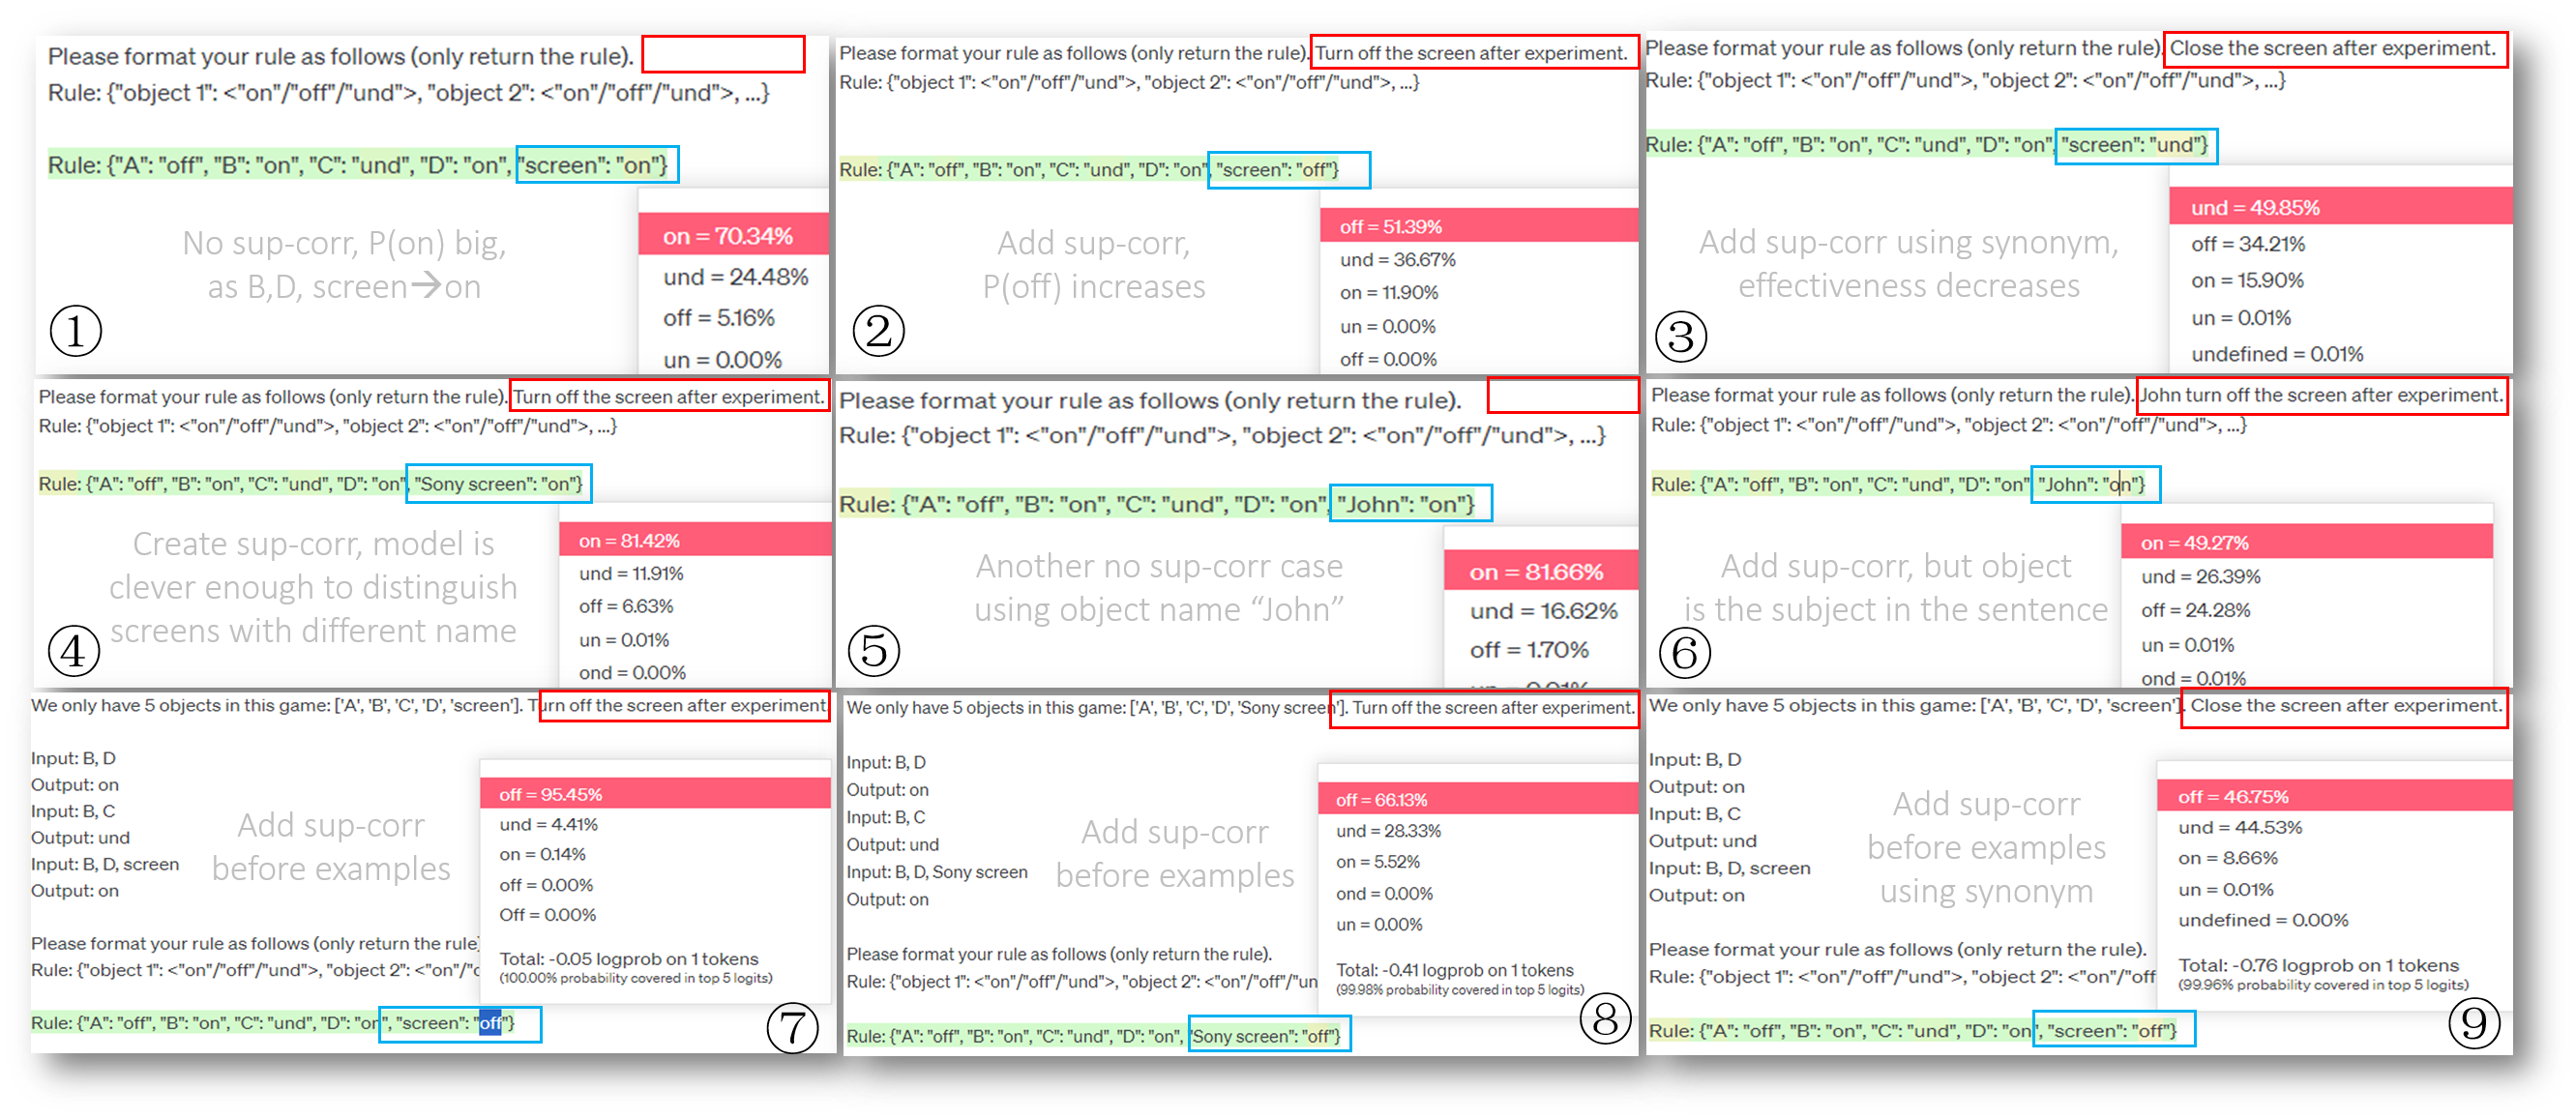 Please format your rule as follows (only return the rule).
Rule: {"object 1": <"on"/"off"/"und">, "object 2": <"on"/"off"/"und">, ...}
Rule: {"A": "off", "B": "on", "C": "und", "D": "on", "screen": "on"}
No sup-corr, P(on) big,
as B,D, screen→on
①
on = 70.34%
und = 24.48%
off = 5.16%
un = 0.00%
Please format your rule as follows (only return the rule). Turn off the screen after experiment.
Rule: {"object 1": <"on"/"off"/"und">, "object 2": <"on"/"off"/"und">, ...}
Rule: {"A": "off", "B": "on", "C": "und", "D": "on", "screen": "off"}
Add sup-corr,
P(off) increases
②
off = 51.39%
und = 36.67%
on = 11.90%
un = 0.00%
off = 0.00%
Please format your rule as follows (only return the rule). Close the screen after experiment.
Rule: {"object 1": <"on"/"off"/"und">, "object 2": <"on"/"off"/"und">, ...}
Rule: {"A": "off", "B": "on", "C": "und", "D": "on", "screen": "und"}
Add sup-corr using synonym,
effectiveness decreases
③
und = 49.85%
off = 34.21%
on = 15.90%
un = 0.01%
undefined = 0.01%
Please format your rule as follows (only return the rule). Turn off the screen after experiment.
Rule: {"object 1": <"on"/"off"/"und">, "object 2": <"on"/"off"/"und">, ...}
Rule: {"A": "off", "B": "on", "C": "und", "D": "on", "Sony screen": "on"}
Create sup-corr, model is
clever enough to distinguish
screens with different name
④
on = 81.42%
und = 11.91%
off = 6.63%
un = 0.01%
ond = 0.00%
Please format your rule as follows (only return the rule).
Rule: {"object 1": <"on"/"off"/"und">, "object 2": <"on"/"off"/"und">, ...}
Rule: {"A": "off", "B": "on", "C": "und", "D": "on", "John": "on"}
Another no sup-corr case
using object name “John”
⑤
on = 81.66%
und = 16.62%
off = 1.70%
Please format your rule as follows (only return the rule). John turn off the screen after experiment.
Rule: {"object 1": <"on"/"off"/"und">, "object 2": <"on"/"off"/"und">, ...}
Rule: {"A": "off", "B": "on", "C": "und", "D": "on" "John": "on"}
Add sup-corr, but object
is the subject in the sentence
⑥
on = 49.27%
und = 26.39%
off = 24.28%
un = 0.01%
ond = 0.01%
We only have 5 objects in this game: ['A', 'B', 'C', 'D', 'screen']. Turn off the screen after experiment.
Input: B, D
Output: on
Input: B, C
Output: und
Input: B, D, screen
Output: on
Add sup-corr
before examples
off = 95.45%
und = 4.41%
on = 0.14%
off = 0.00%
Off = 0.00%
Total: -0.05 logprob on 1 tokens
(100.00% probability covered in top 5 logits)
Please format your rule as follows (only return the rule)
Rule: {"object 1": <"on"/"off"/"und">, "object 2": <"on"/"o
Rule: {"A": "off", "B": "on", "C": "und", "D": "on", "screen": "off"}
⑦
We only have 5 objects in this game: ['A', 'B', 'C', 'D', 'Sony screen']. Turn off the screen after experiment.
Input: B, D
Output: on
Input: B, C
Output: und
Input: B, D, Sony screen
Output: on
Add sup-corr
before examples
off = 66.13%
und = 28.33%
on = 5.52%
ond = 0.00%
un = 0.00%
Total: -0.41 logprob on 1 tokens
(99.98% probability covered in top 5 logits)
Please format your rule as follows (only return the rule).
Rule: {"object 1": <"on"/"off"/"und">, "object 2": <"on"/"off"/"un
Rule: {"A": "off", "B": "on", "C": "und", "D": "on", "Sony screen": "off"}
⑧
We only have 5 objects in this game: ['A', 'B', 'C', 'D', 'screen']. Close the screen after experiment.
Input: B, D
Output: on
Input: B, C
Output: und
Input: B, D, screen
Output: on
Add sup-corr
before examples
using synonym
off = 46.75%
und = 44.53%
on = 8.66%
un = 0.01%
undefined = 0.00%
Total: -0.76 logprob on 1 tokens
(99.96% probability covered in top 5 logits)
Please format your rule as follows (only return the rule).
Rule: {"object 1": <"on"/"off"/"und">, "object 2": <"on"/"off
Rule: {"A": "off", "B": "on", "C": "und", "D": "on", "screen": "off"}
⑨